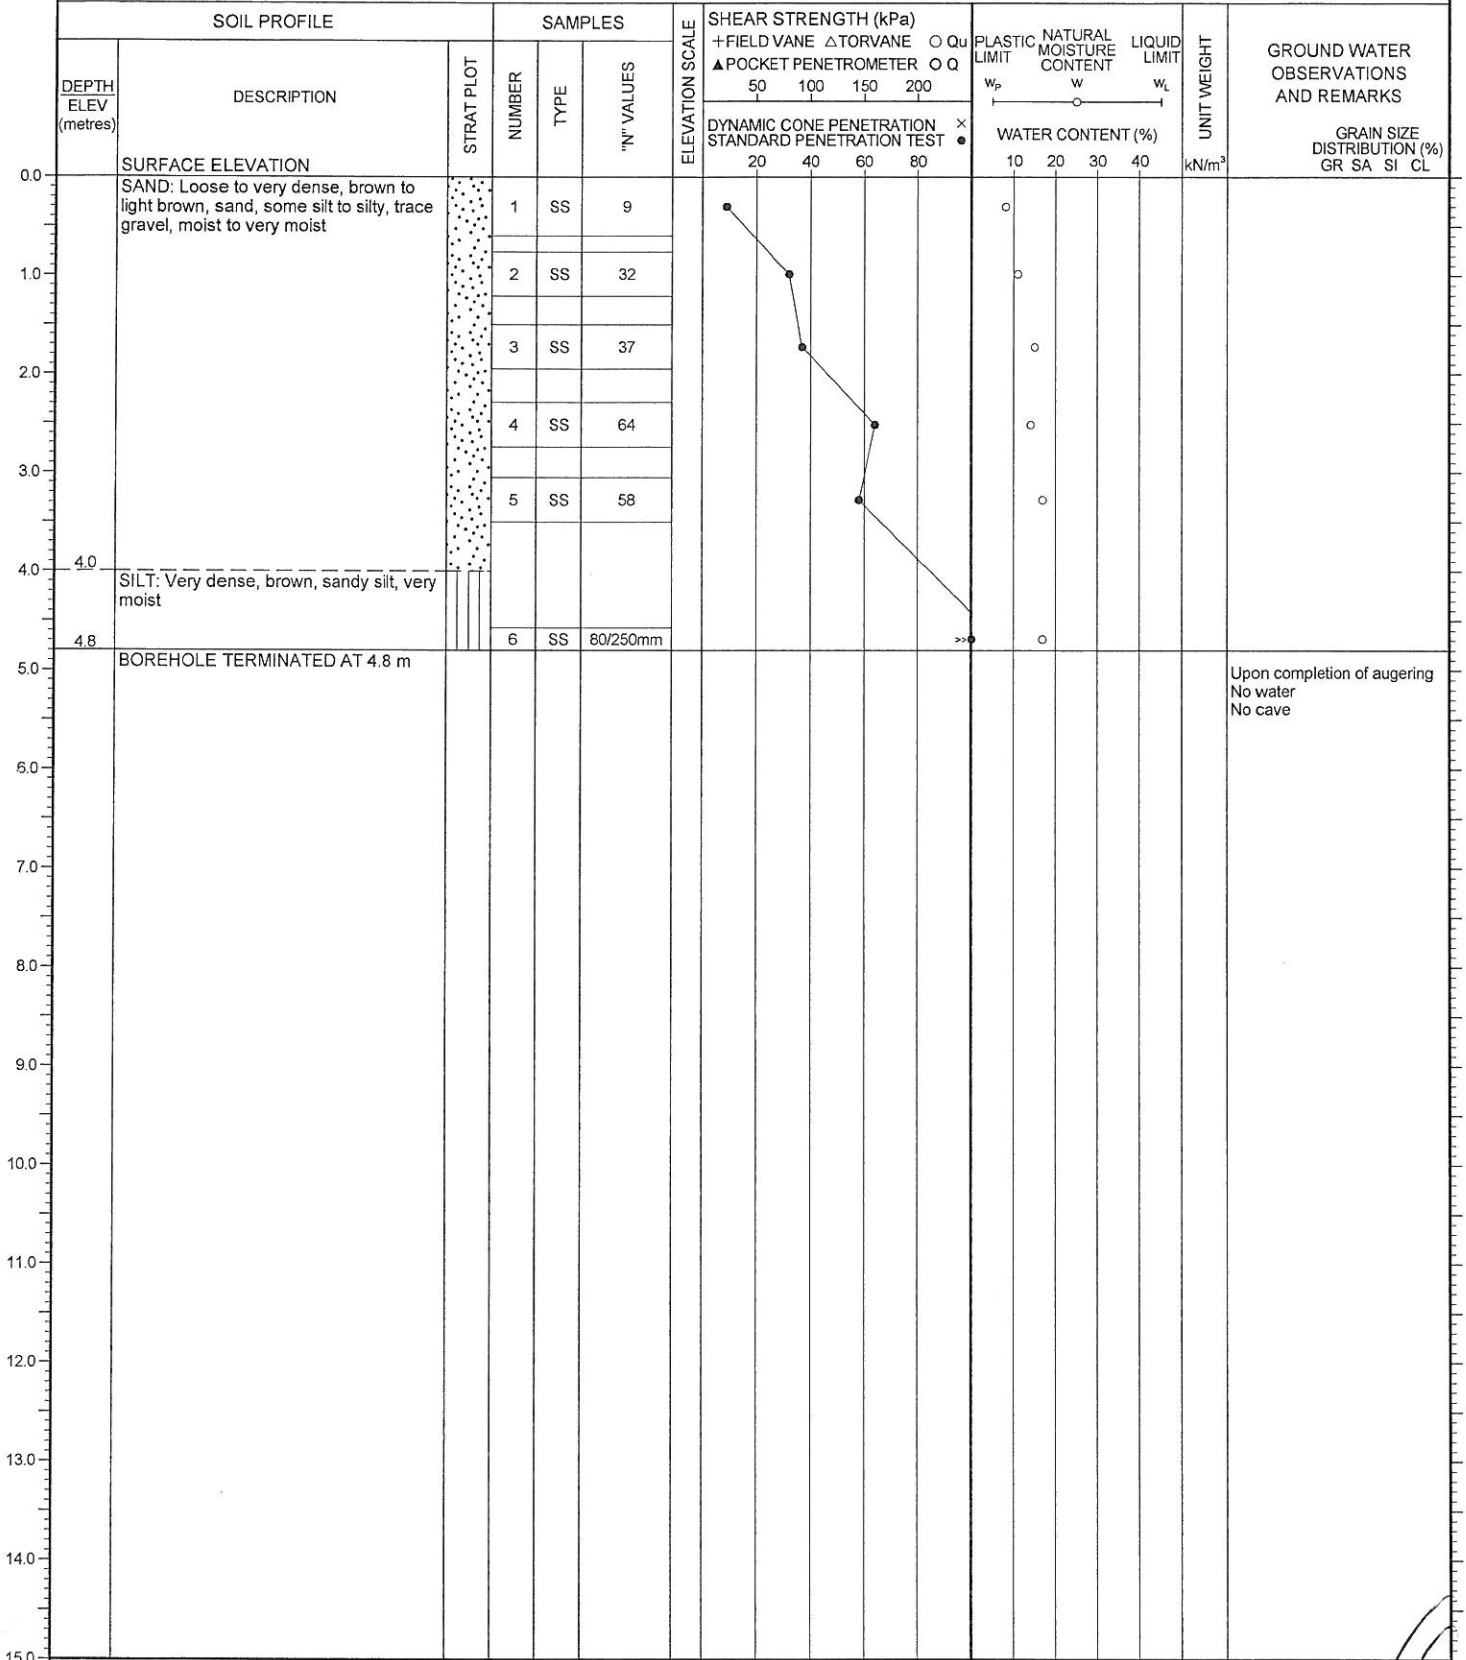 SOIL PROFILE
SAMPLES
DEPTH
ELEV
(metres)
DESCRIPTION
STRAT PLOT
NUMBER
TYPE
"N" VALUES
ELEVATION SCALE
SHEAR STRENGTH (kPa)
+FIELD VANE △TORVANE ○ Qu
▲POCKET PENETROMETER ○ Q
50 100 150 200
DYNAMIC CONE PENETRATION ×
STANDARD PENETRATION TEST ●
20 40 60 80
PLASTIC LIMIT
NATURAL MOISTURE CONTENT
LIQUID LIMIT
WP W WL
WATER CONTENT (%)
10 20 30 40
UNIT WEIGHT
kN/m³
GROUND WATER
OBSERVATIONS
AND REMARKS
GRAIN SIZE
DISTRIBUTION (%)
GR SA SI CL
SURFACE ELEVATION
0.0
SAND: Loose to very dense, brown to
light brown, sand, some silt to silty, trace
gravel, moist to very moist
1 SS 9
1.0
2 SS 32
3 SS 37
2.0
4 SS 64
3.0
5 SS 58
4.0
4.0
SILT: Very dense, brown, sandy silt, very
moist
4.8
6 SS 80/250mm
>>
BOREHOLE TERMINATED AT 4.8 m
5.0
Upon completion of augering
No water
No cave
6.0
7.0
8.0
9.0
10.0
11.0
12.0
13.0
14.0
15.0